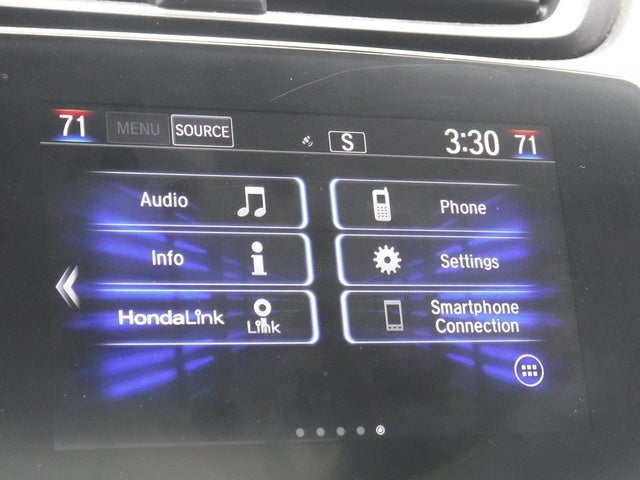 71 MENU SOURCE S 3:30 71
Audio
Phone
Info
Settings
HondaLink
Link
Smartphone
Connection